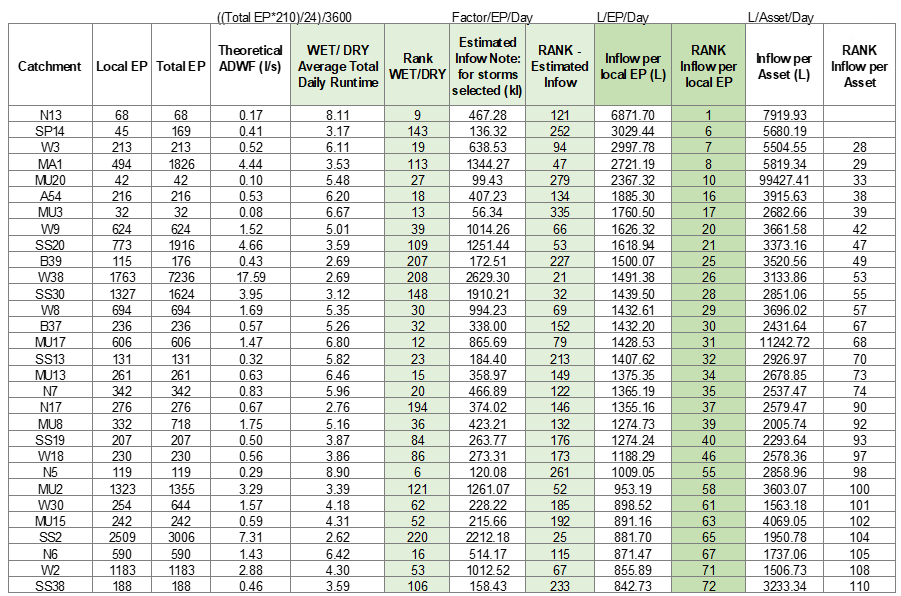 ((Total EP*210)/24)/3600 Factor/EP/Day L/EP/Day L/Asset/Day
Catchment Local EP Total EP Theoretical ADWF (l/s) WET/ DRY Average Total Daily Runtime Rank WET/DRY Estimated Infow Note: for storms selected (kl) RANK - Estimated Infow Inflow per local EP (L) RANK Inflow per local EP Inflow per Asset (L) RANK Inflow per Asset
N13 68 68 0.17 8.11 9 467.28 121 6871.70 1 7919.93
SP14 45 169 0.41 3.17 143 136.32 252 3029.44 6 5680.19
W3 213 213 0.52 6.11 19 638.53 94 2997.78 7 5504.55 28
MA1 494 1826 4.44 3.53 113 1344.27 47 2721.19 8 5819.34 29
MU20 42 42 0.10 5.48 27 99.43 279 2367.32 10 99427.41 33
A54 216 216 0.53 6.20 18 407.23 134 1885.30 16 3915.63 38
MU3 32 32 0.08 6.67 13 56.34 335 1760.50 17 2682.66 39
W9 624 624 1.52 5.01 39 1014.26 66 1626.32 20 3661.58 42
SS20 773 1916 4.66 3.59 109 1251.44 53 1618.94 21 3373.16 47
B39 115 176 0.43 2.69 207 172.51 227 1500.07 25 3520.56 49
W38 1763 7236 17.59 2.69 208 2629.30 21 1491.38 26 3133.86 53
SS30 1327 1624 3.95 3.12 148 1910.21 32 1439.50 28 2851.06 55
W8 694 694 1.69 5.35 30 994.23 69 1432.61 29 3696.02 57
B37 236 236 0.57 5.26 32 338.00 152 1432.20 30 2431.64 67
MU17 606 606 1.47 6.80 12 865.69 79 1428.53 31 11242.72 68
SS13 131 131 0.32 5.82 23 184.40 213 1407.62 32 2926.97 70
MU13 261 261 0.63 6.46 15 358.97 149 1375.35 34 2678.85 73
N7 342 342 0.83 5.96 20 466.89 122 1365.19 35 2537.47 74
N17 276 276 0.67 2.76 194 374.02 146 1355.16 37 2579.47 90
MU8 332 718 1.75 5.16 36 423.21 132 1274.73 39 2005.74 92
SS19 207 207 0.50 3.87 84 263.77 176 1274.24 40 2293.64 93
W18 230 230 0.56 3.86 86 273.31 173 1188.29 46 2578.36 97
N5 119 119 0.29 8.90 6 120.08 261 1009.05 55 2858.96 98
MU2 1323 1355 3.29 3.39 121 1261.07 52 953.19 58 3603.07 100
W30 254 644 1.57 4.18 62 228.22 185 898.52 61 1563.18 101
MU15 242 242 0.59 4.31 52 215.66 192 891.16 63 4069.05 102
SS2 2509 3006 7.31 2.62 220 2212.18 25 881.70 65 1950.78 104
N6 590 590 1.43 6.42 16 514.17 115 871.47 67 1737.06 105
W2 1183 1183 2.88 4.30 53 1012.52 67 855.89 71 1506.73 108
SS38 188 188 0.46 3.59 106 158.43 233 842.73 72 3233.34 110